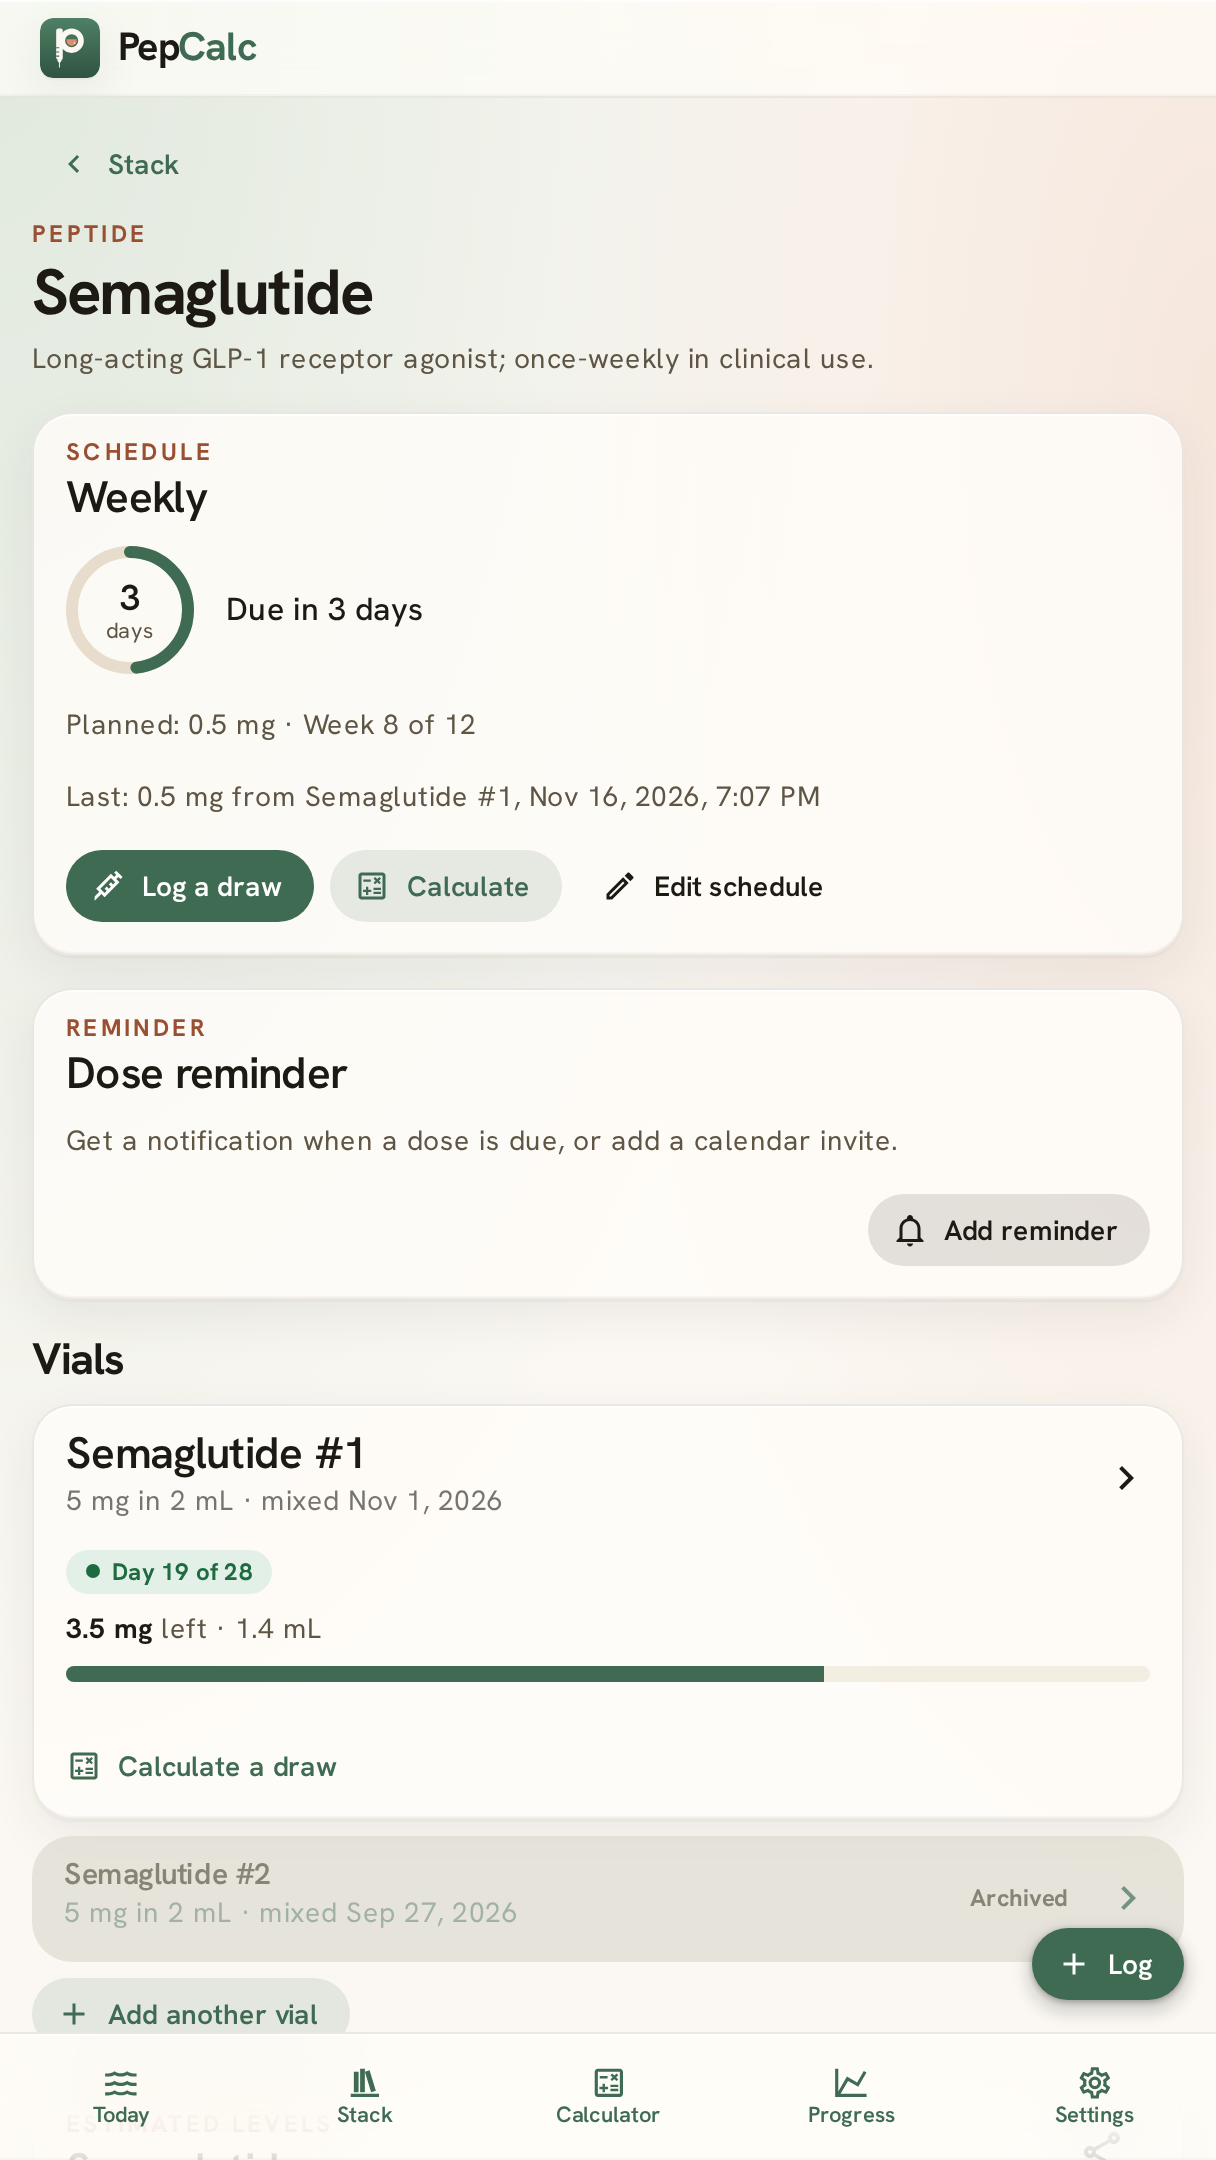 PepCalc
Stack
PEPTIDE
Semaglutide
Long-acting GLP-1 receptor agonist; once-weekly in clinical use.
SCHEDULE
Weekly
3
days
Due in 3 days
Planned: 0.5 mg · Week 8 of 12
Last: 0.5 mg from Semaglutide #1, Nov 16, 2026, 7:07 PM
Log a draw
Calculate
Edit schedule
REMINDER
Dose reminder
Get a notification when a dose is due, or add a calendar invite.
Add reminder
Vials
Semaglutide #1
5 mg in 2 mL · mixed Nov 1, 2026
Day 19 of 28
3.5 mg left · 1.4 mL
Calculate a draw
Semaglutide #2
5 mg in 2 mL · mixed Sep 27, 2026
Archived
Log
Add another vial
ESTIMATED LEVELS
Today
Stack
Calculator
Progress
Settings